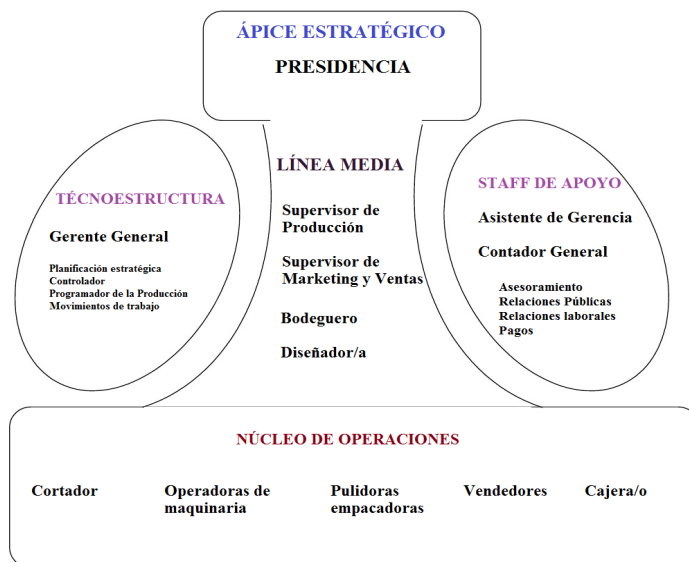 ÁPICE ESTRATÉGICO
PRESIDENCIA
LÍNEA MEDIA
Supervisor de
Producción
Supervisor de
Marketing y Ventas
Bodeguero
Diseñador/a
TÉCNOESTRUCTURA
Gerente General
Planificación estratégica
Controlador
Programador de la Producción
Movimientos de trabajo
STAFF DE APOYO
Asistente de Gerencia
Contador General
Asesoramiento
Relaciones Públicas
Relaciones laborales
Pagos
NÚCLEO DE OPERACIONES
Cortador
Operadoras de
maquinaria
Pulidoras
empacadoras
Vendedores
Cajera/o